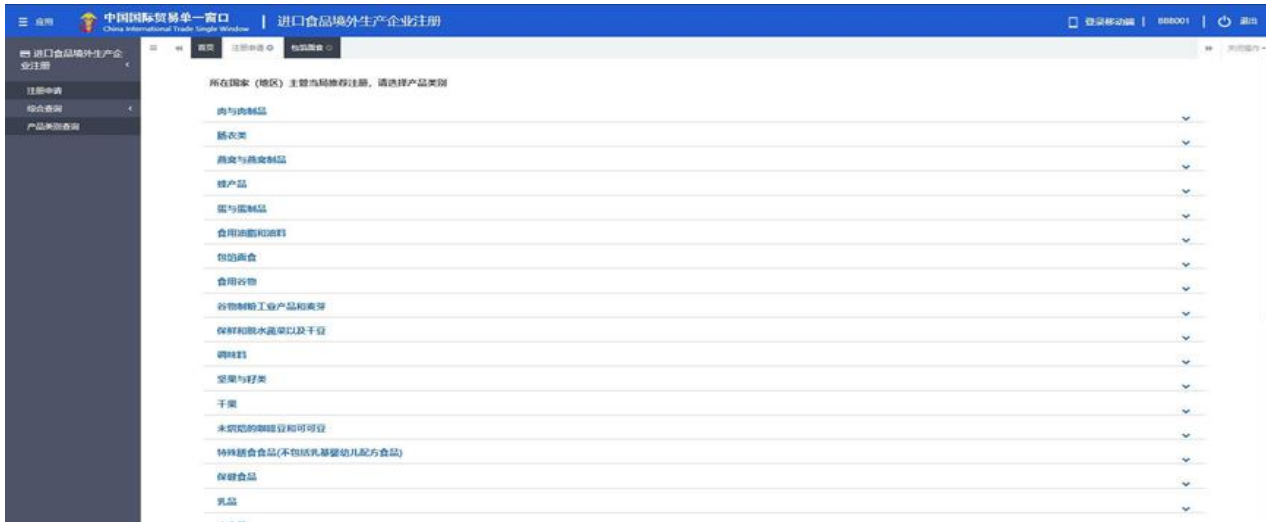 应用
中国国际贸易单一窗口
China International Trade Single Window
进口食品境外生产企业注册
登录移动端
888001
退出
进口食品境外生产企业注册
注册申请
综合查询
产品类别查询
首页
注册申请
包馅面食
关闭操作
所在国家（地区）主管当局推荐注册，请选择产品类别
肉与肉制品
肠衣类
燕窝与燕窝制品
蜂产品
蛋与蛋制品
食用油脂和油料
包馅面食
食用谷物
谷物制粉工业产品和麦芽
保鲜和脱水蔬菜以及干豆
调味料
坚果与籽类
干果
未烘焙的咖啡豆和可可豆
特殊膳食食品(不包括乳基婴幼儿配方食品)
保健食品
乳品